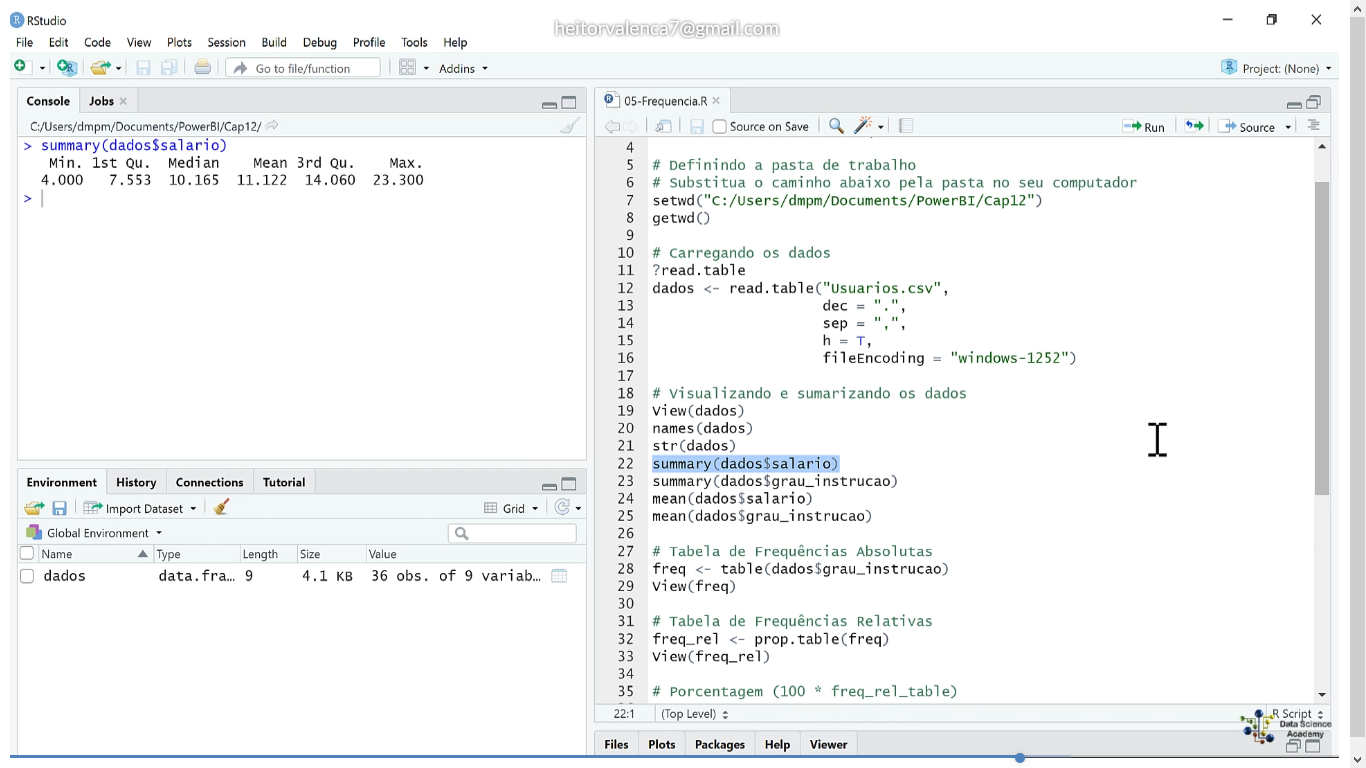 RStudio
heitorvalenca7@gmail.com
File Edit Code View Plots Session Build Debug Profile Tools Help
Go to file/function
Addins
Project: (None)
Console Jobs
C:/Users/dmpm/Documents/PowerBI/Cap12/
> summary(dados$salario)
Min. 1st Qu. Median Mean 3rd Qu. Max.
4.000 7.553 10.165 11.122 14.060 23.300
>
Environment History Connections Tutorial
Import Dataset Grid
Global Environment
Name Type Length Size Value
dados data.fra… 9 4.1 KB 36 obs. of 9 variab…
05-Frequencia.R
Source on Save Run Source
4
5 # Definindo a pasta de trabalho
6 # Substitua o caminho abaixo pela pasta no seu computador
7 setwd("C:/Users/dmpm/Documents/PowerBI/Cap12")
8 getwd()
9
10 # Carregando os dados
11 ?read.table
12 dados <- read.table("Usuarios.csv",
13 dec = ".",
14 sep = ",",
15 h = T,
16 fileEncoding = "windows-1252")
17
18 # Visualizando e sumarizando os dados
19 View(dados)
20 names(dados)
21 str(dados)
22 summary(dados$salario)
23 summary(dados$grau_instrucao)
24 mean(dados$salario)
25 mean(dados$grau_instrucao)
26
27 # Tabela de Frequências Absolutas
28 freq <- table(dados$grau_instrucao)
29 View(freq)
30
31 # Tabela de Frequências Relativas
32 freq_rel <- prop.table(freq)
33 View(freq_rel)
34
35 # Porcentagem (100 * freq_rel_table)
22:1 (Top Level) R Script
Data Science
Academy
Files Plots Packages Help Viewer